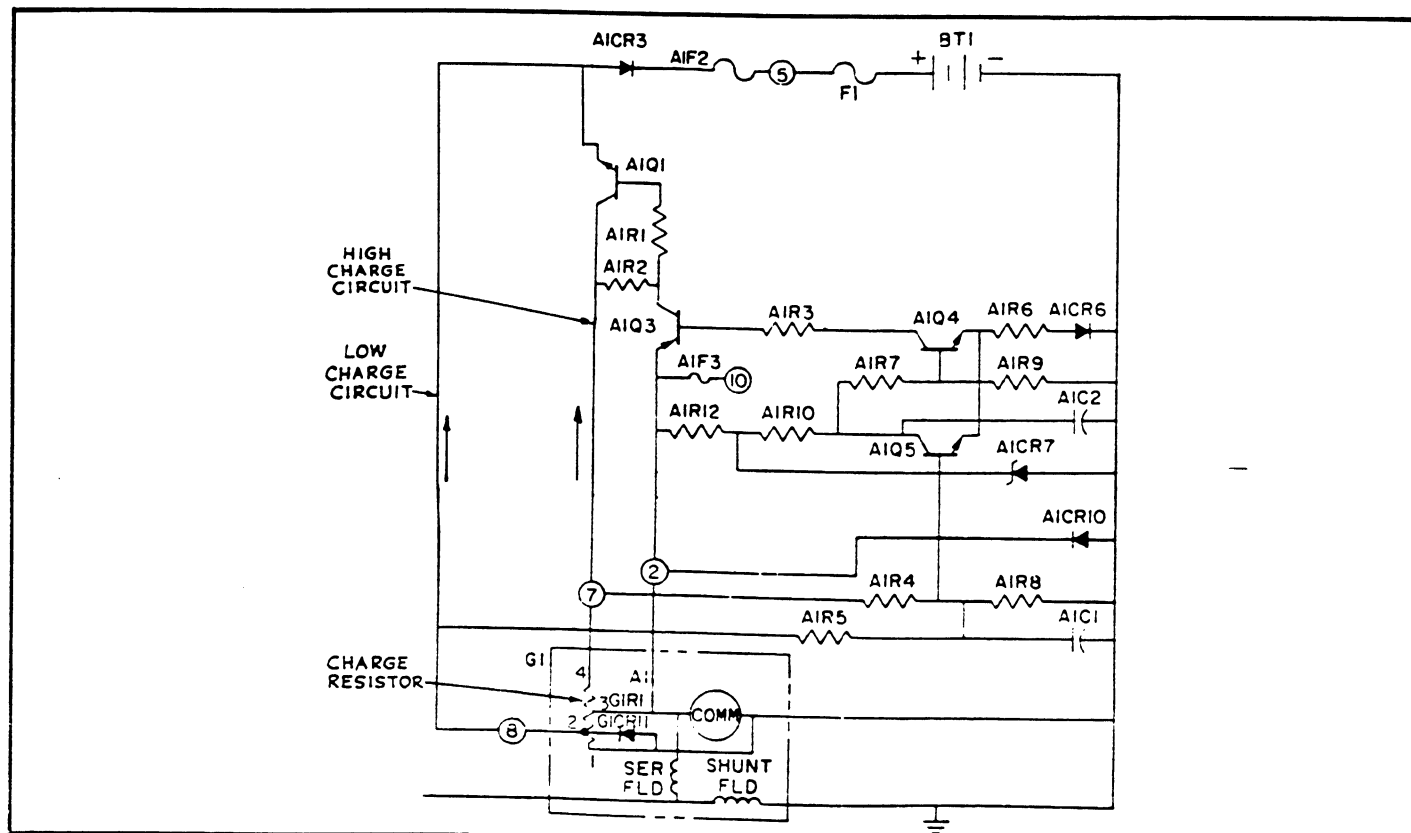 A1CR3
A1F2
5
F1
+
BT1
-
A1Q1
A1R1
A1R2
HIGH
CHARGE
CIRCUIT
A1Q3
A1R3
A1Q4
A1R6
A1CR6
LOW
CHARGE
CIRCUIT
A1F3
10
A1R7
A1R9
A1R12
A1R10
A1Q5
A1C2
A1CR7
A1CR10
2
7
A1R4
A1R8
A1R5
A1C1
CHARGE
RESISTOR
G1
4
A1
3
G1R1
COMM
8
2
G1CR11
1
SER
FLD
SHUNT
FLD